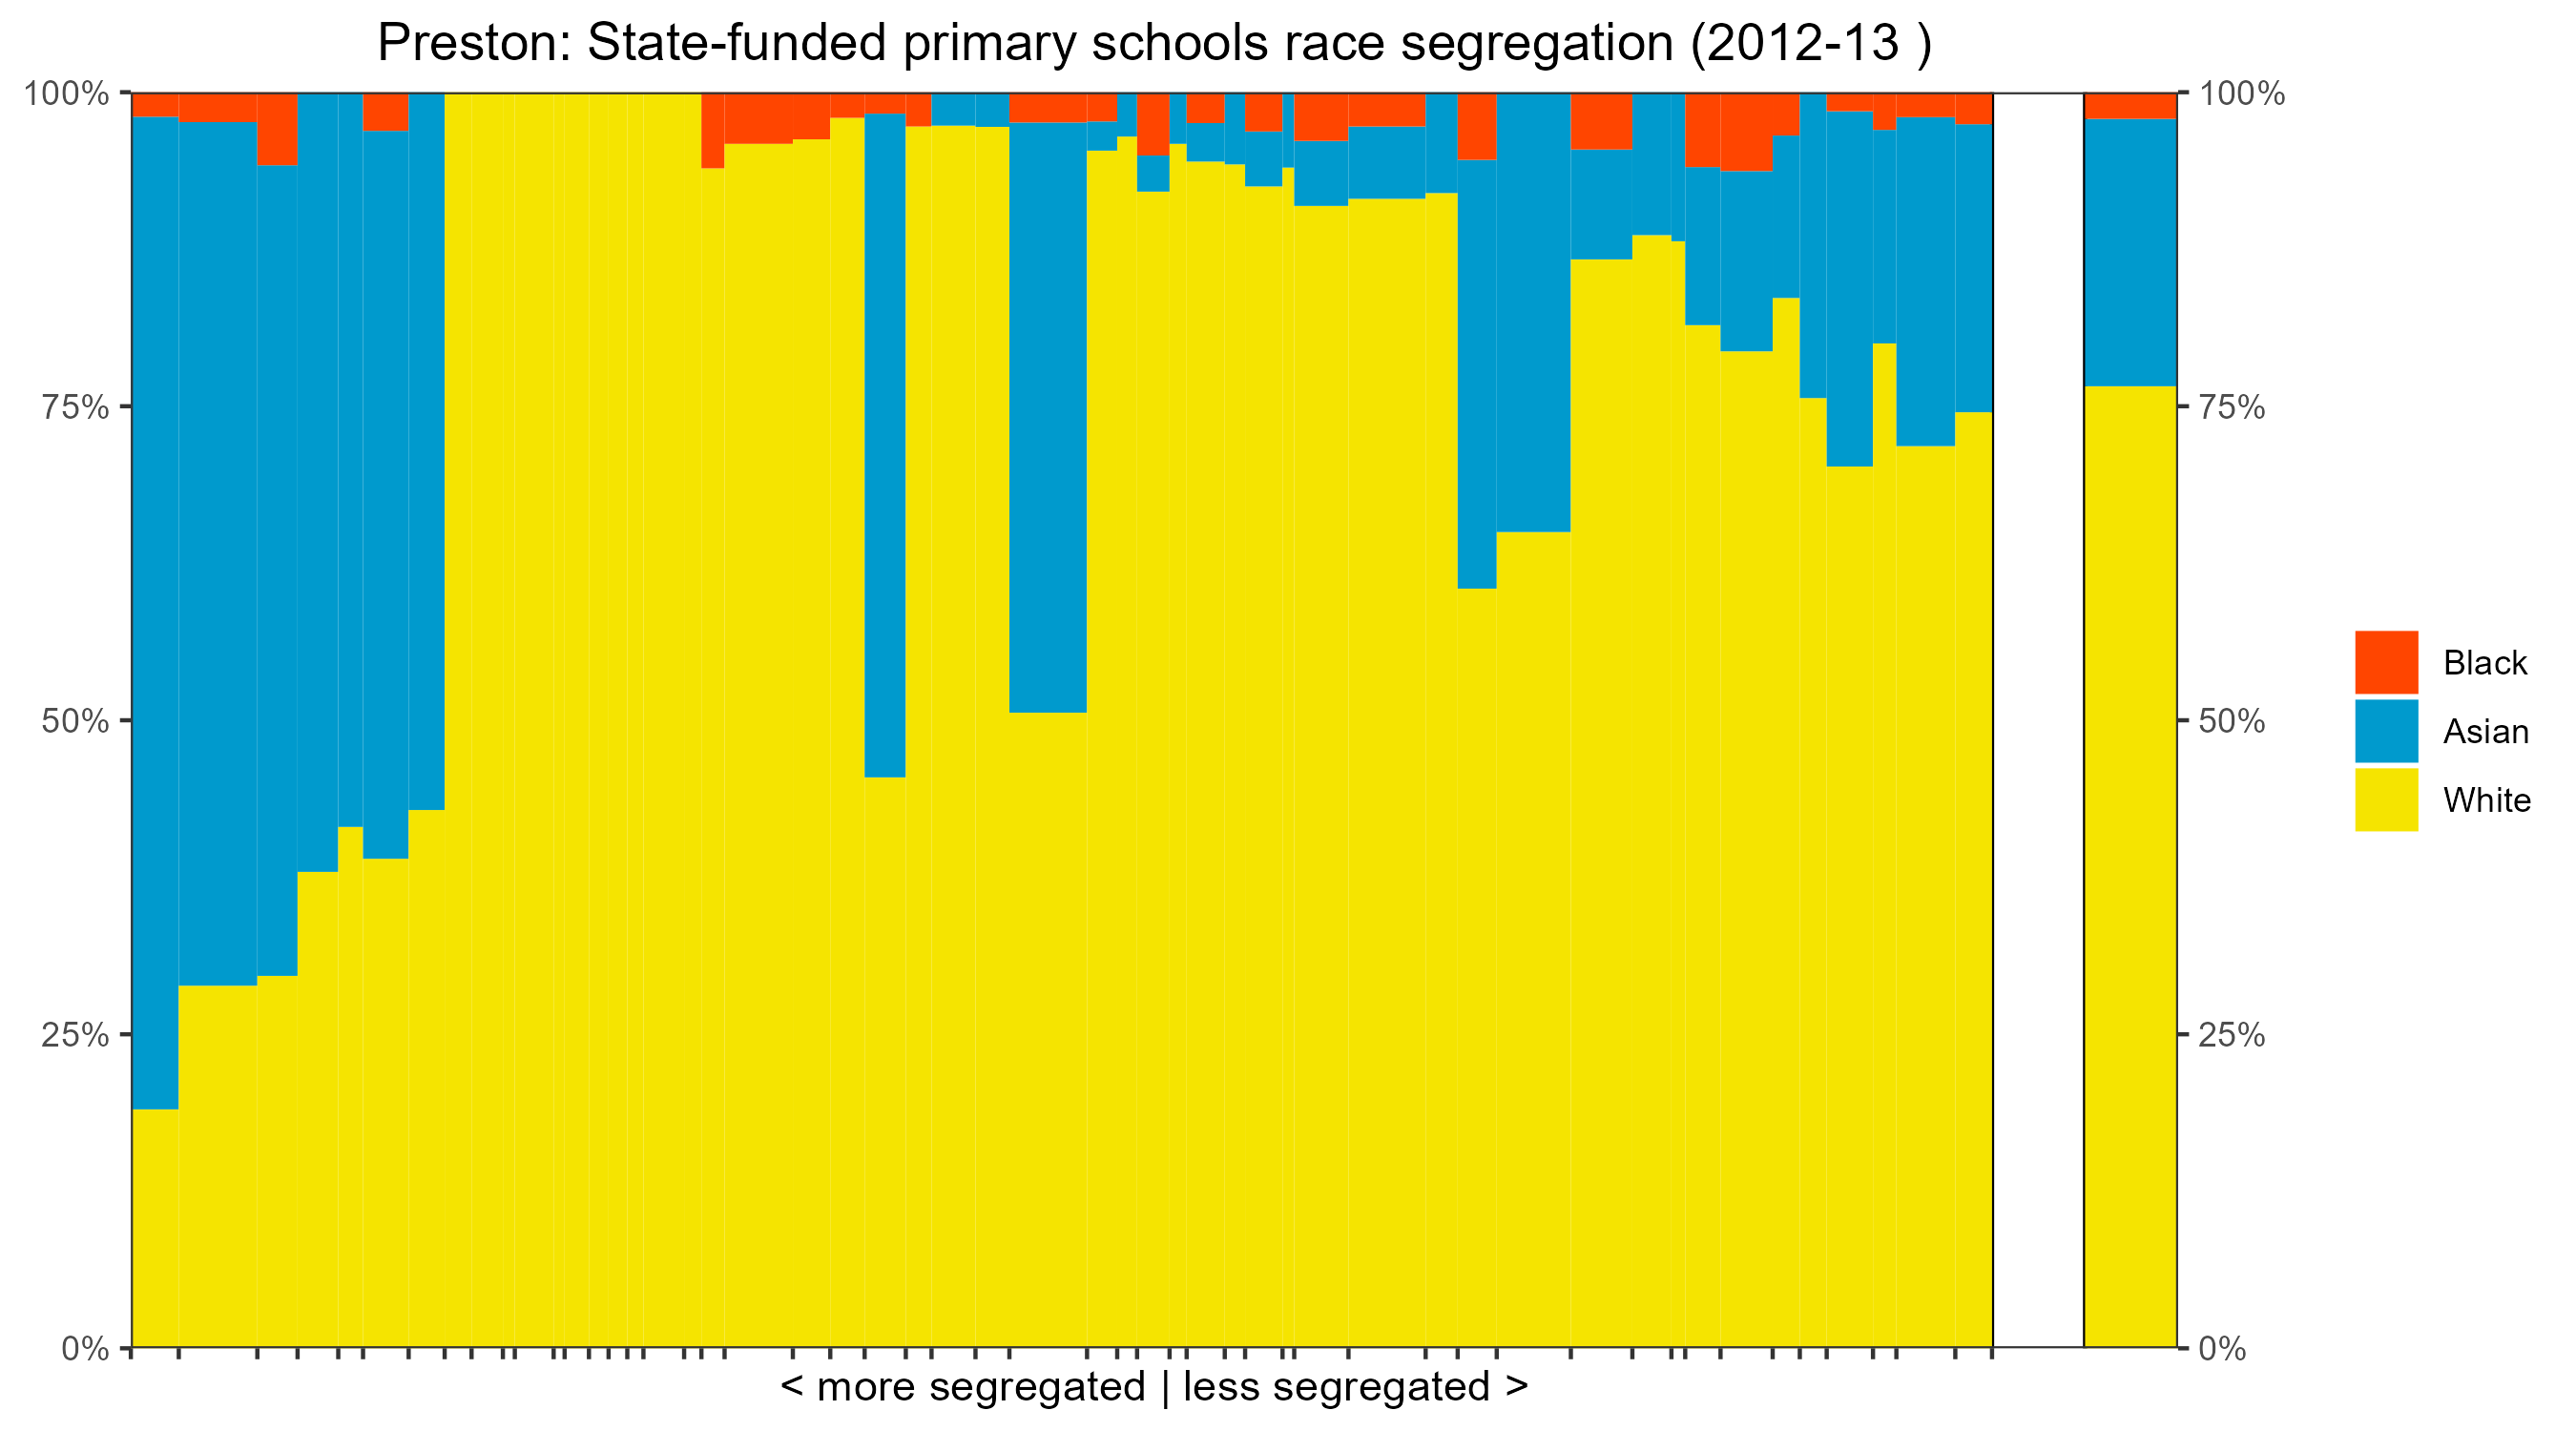 Preston: State-funded primary schools race segregation (2012-13 )
100%
75%
50%
25%
0%
100%
75%
50%
25%
0%
Black
Asian
White
< more segregated | less segregated >